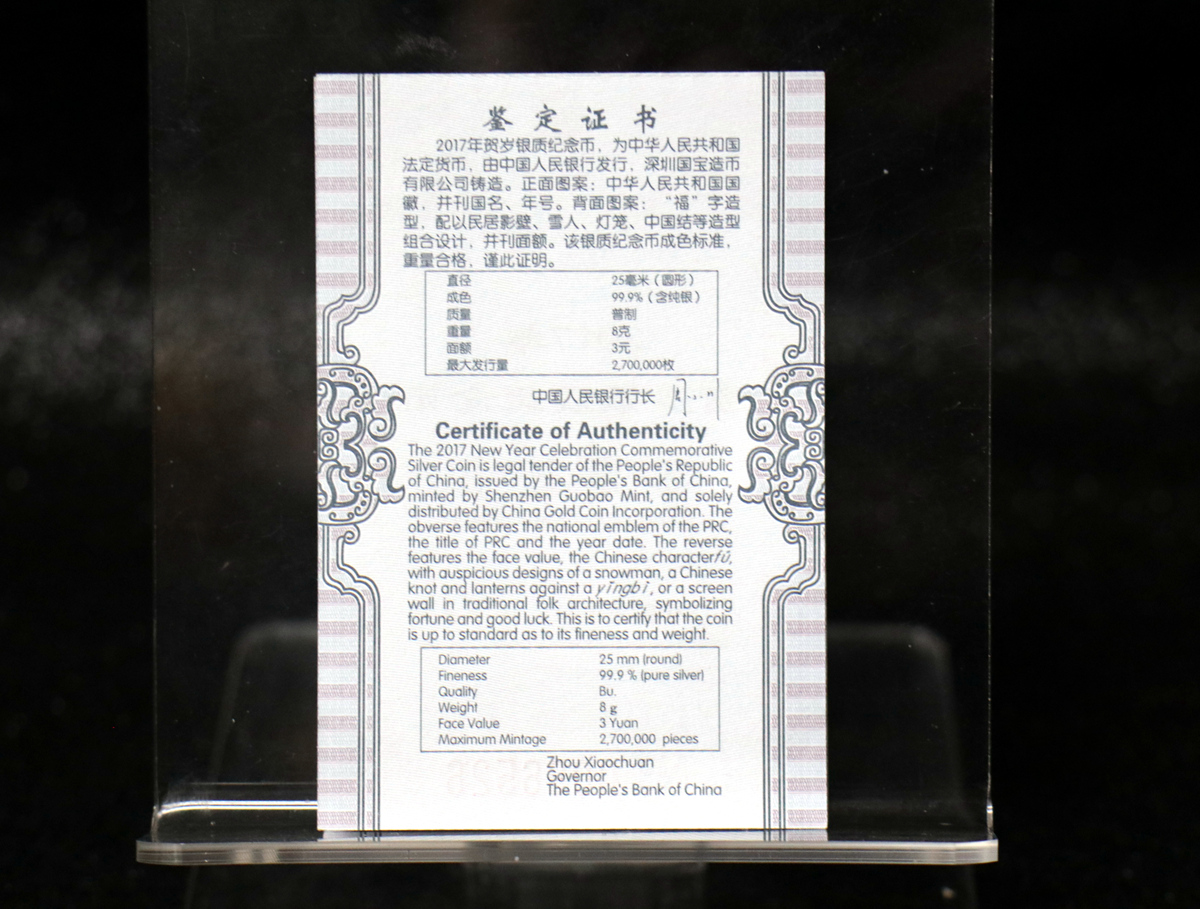 鉴定证书
2017年贺岁银质纪念币，为中华人民共和国
法定货币，由中国人民银行发行，深圳国宝造币
有限公司铸造。正面图案：中华人民共和国国
徽，并刊国名、年号。背面图案：“福”字造
型，配以民居影壁、雪人、灯笼、中国结等造型
组合设计，并刊面额。该银质纪念币成色标准，
重量合格，谨此证明。
直径 25毫米（圆形）
成色 99.9%（含纯银）
质量 普制
重量 8克
面额 3元
最大发行量 2,700,000枚
中国人民银行行长
Certificate of Authenticity
The 2017 New Year Celebration Commemorative
Silver Coin is legal tender of the People's Republic
of China, issued by the People's Bank of China,
minted by Shenzhen Guobao Mint, and solely
distributed by China Gold Coin Incorporation. The
obverse features the national emblem of the PRC,
the title of PRC and the year date. The reverse
features the face value, the Chinese character fú,
with auspicious designs of a snowman, a Chinese
knot and lanterns against a yǐngbì, or a screen
wall in traditional folk architecture, symbolizing
fortune and good luck. This is to certify that the coin
is up to standard as to its fineness and weight.
Diameter 25 mm (round)
Fineness 99.9 % (pure silver)
Quality Bu.
Weight 8 g
Face Value 3 Yuan
Maximum Mintage 2,700,000 pieces
Zhou Xiaochuan
Governor
The People's Bank of China